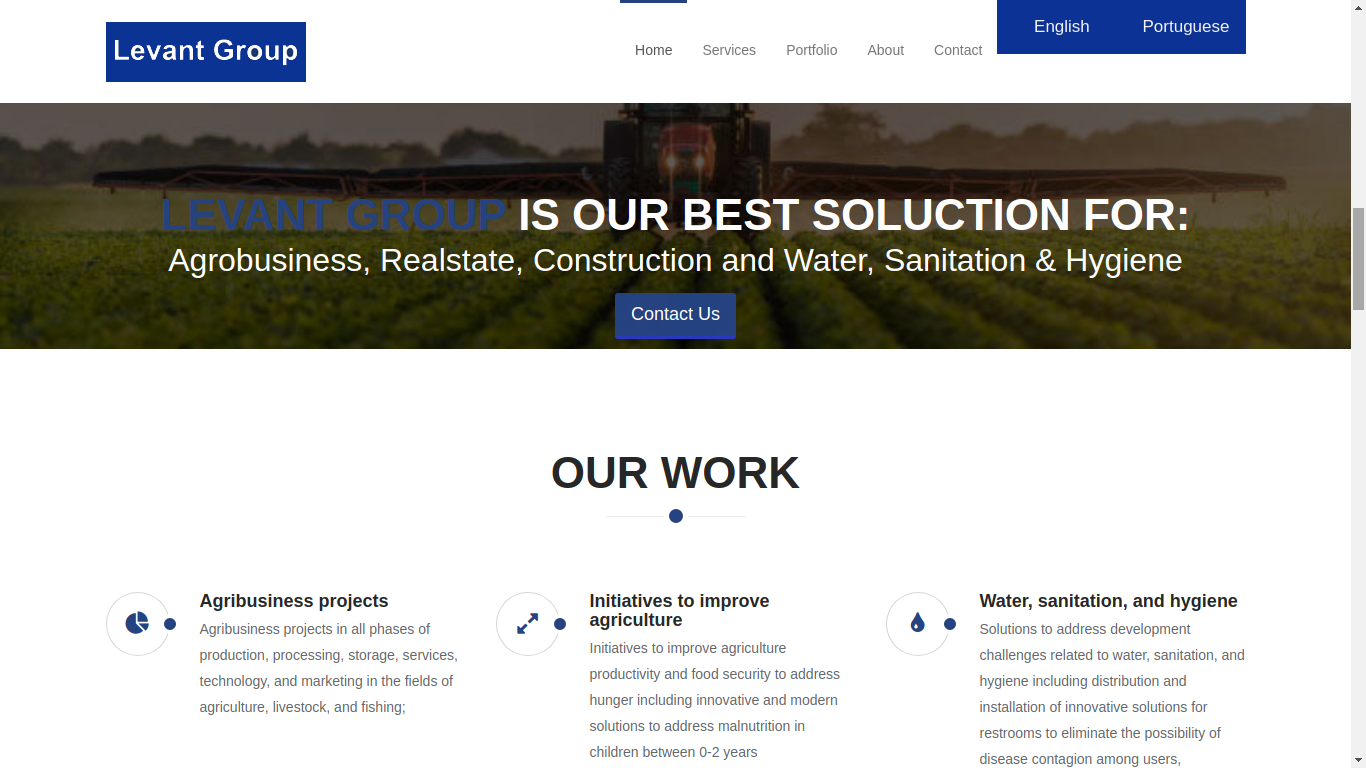 Levant Group
Home
Services
Portfolio
About
Contact
English
Portuguese
LEVANT GROUP IS OUR BEST SOLUCTION FOR:
Agrobusiness, Realstate, Construction and Water, Sanitation & Hygiene
Contact Us
OUR WORK
Agribusiness projects
Agribusiness projects in all phases of
production, processing, storage, services,
technology, and marketing in the fields of
agriculture, livestock, and fishing;
Initiatives to improve
agriculture
Initiatives to improve agriculture
productivity and food security to address
hunger including innovative and modern
solutions to address malnutrition in
children between 0-2 years
Water, sanitation, and hygiene
Solutions to address development
challenges related to water, sanitation, and
hygiene including distribution and
installation of innovative solutions for
restrooms to eliminate the possibility of
disease contagion among users,